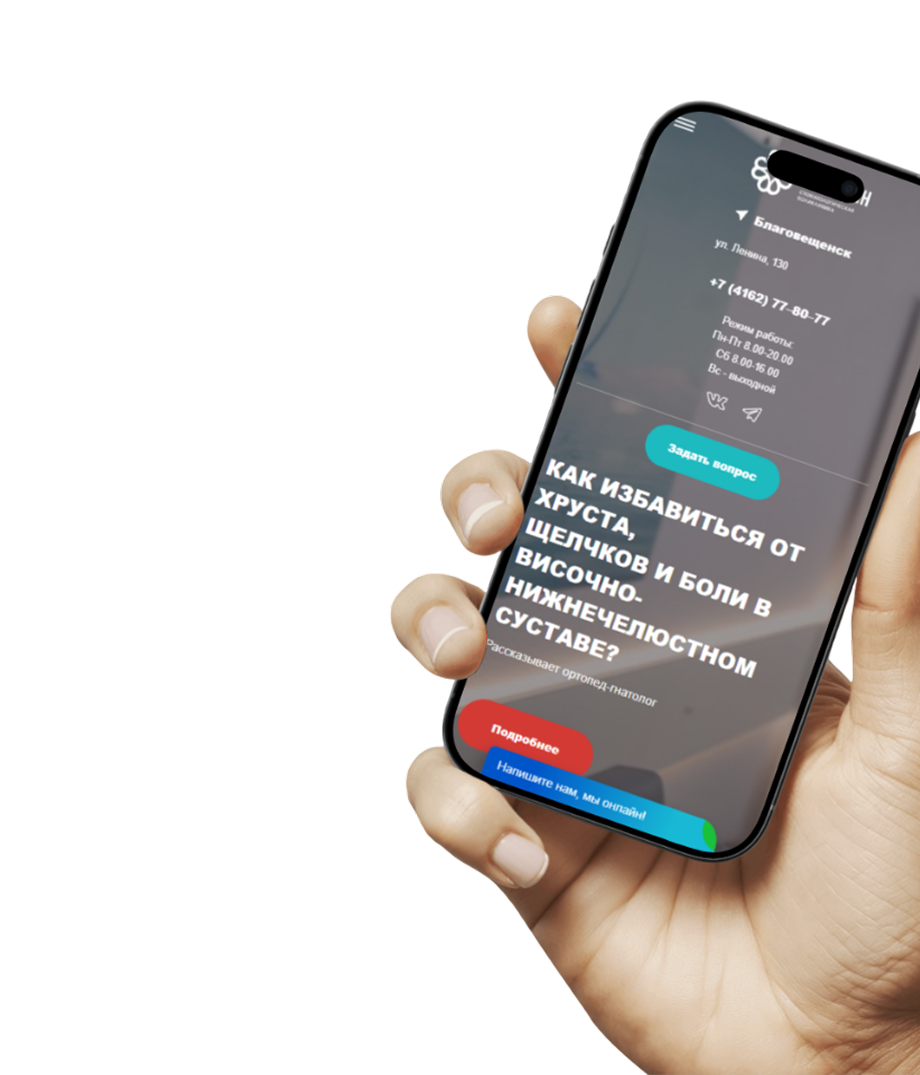 Благовещенск
ул. Ленина, 130
+7 (4162) 77-80-77
Режим работы:
Пн-Пт 8.00-20.00
Сб 8.00-16.00
Вс - выходной
Задать вопрос
КАК ИЗБАВИТЬСЯ ОТ
ХРУСТА,
ЩЕЛЧКОВ И БОЛИ В
ВИСОЧНО-
НИЖНЕЧЕЛЮСТНОМ
СУСТАВЕ?
Рассказывает ортопед-гнатолог
Подробнее
Напишите нам, мы онлайн!